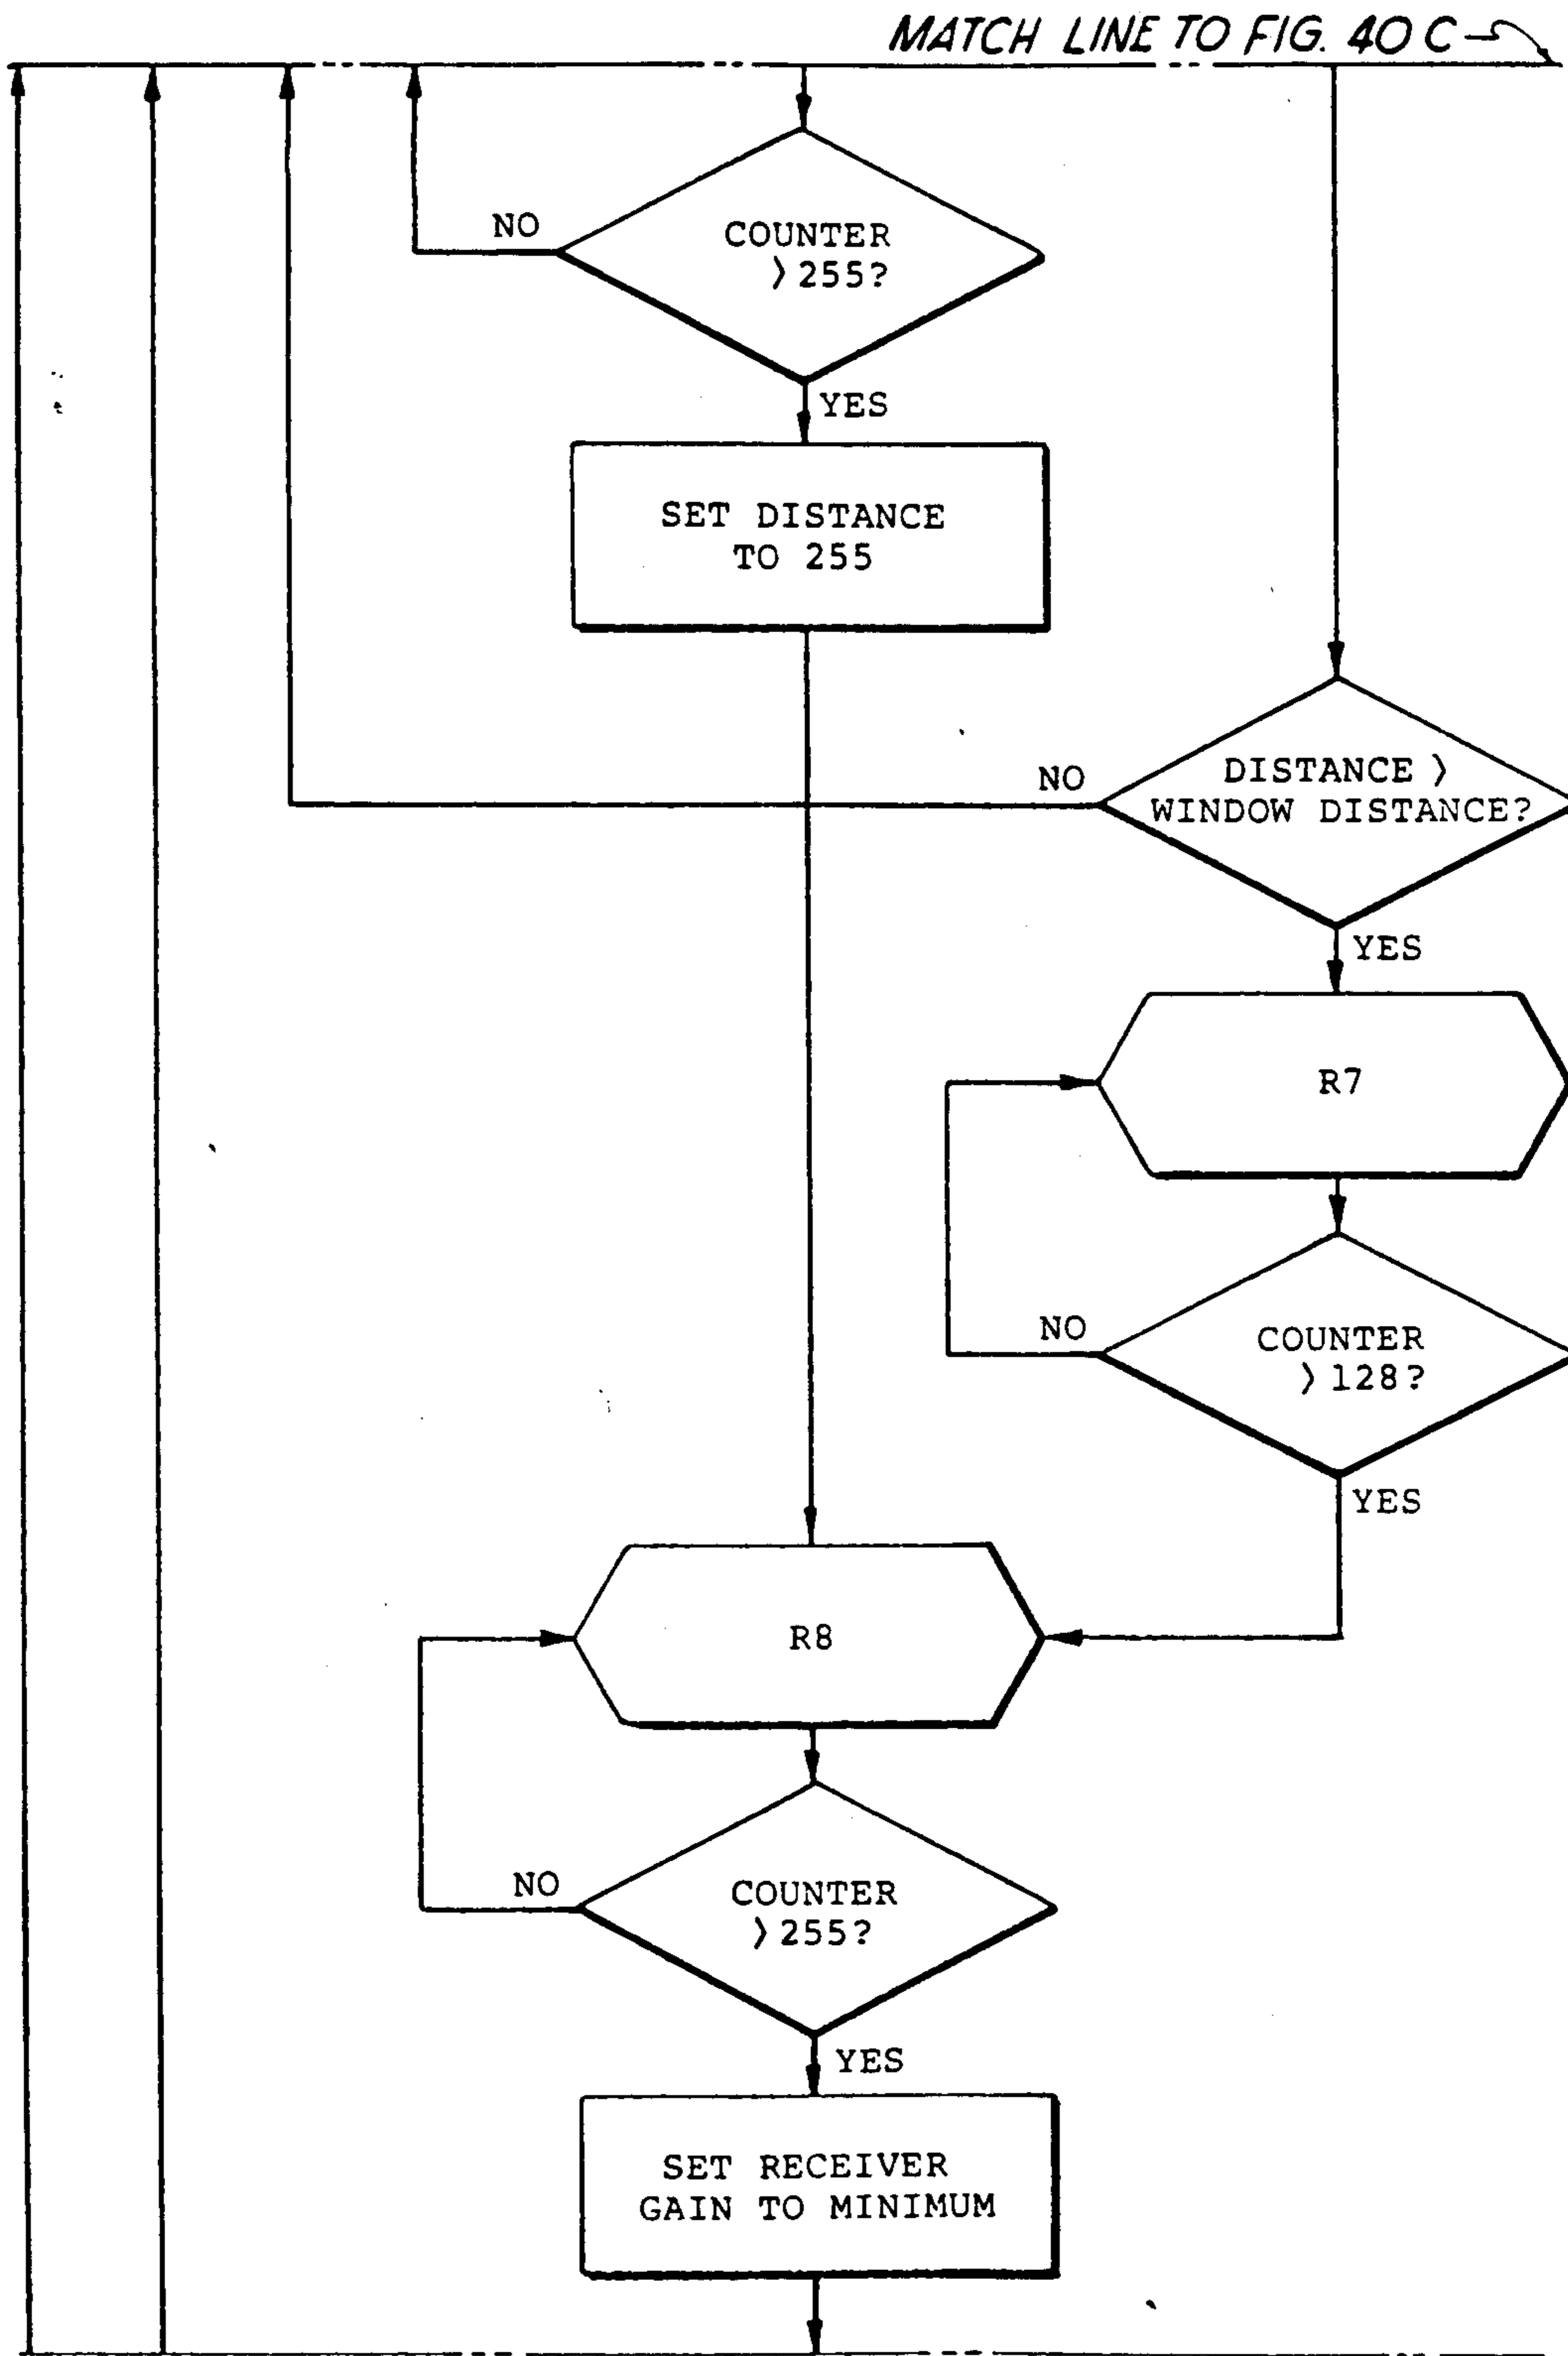 MATCH LINE TO FIG. 40 C
NO
COUNTER
> 255?
YES
SET DISTANCE
TO 255
NO
DISTANCE >
WINDOW DISTANCE?
YES
R7
NO
COUNTER
> 128?
YES
R8
NO
COUNTER
> 255?
YES
SET RECEIVER
GAIN TO MINIMUM